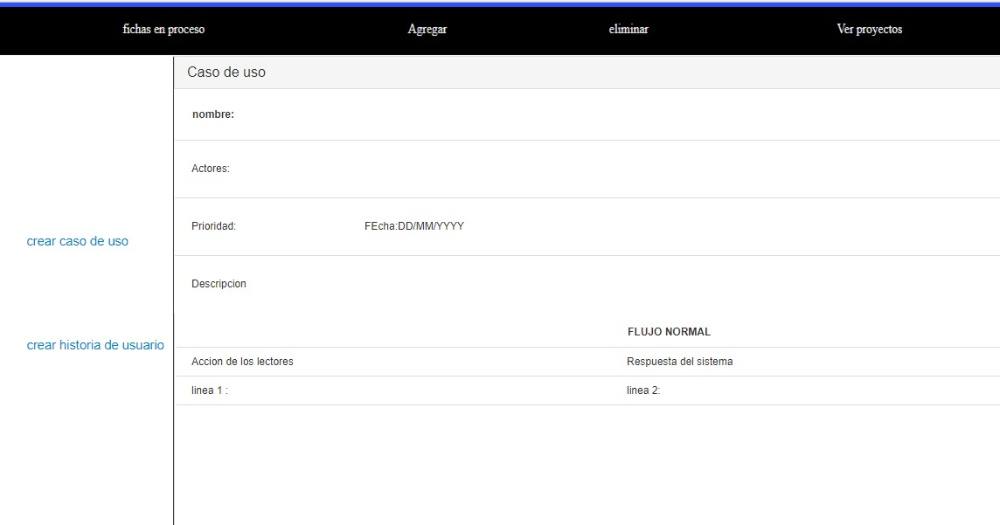 fichas en proceso Agregar eliminar Ver proyectos
Caso de uso
nombre:
Actores:
Prioridad: FEcha:DD/MM/YYYY
crear caso de uso
Descripcion
FLUJO NORMAL
crear historia de usuario
Accion de los lectores Respuesta del sistema
linea 1 : linea 2: